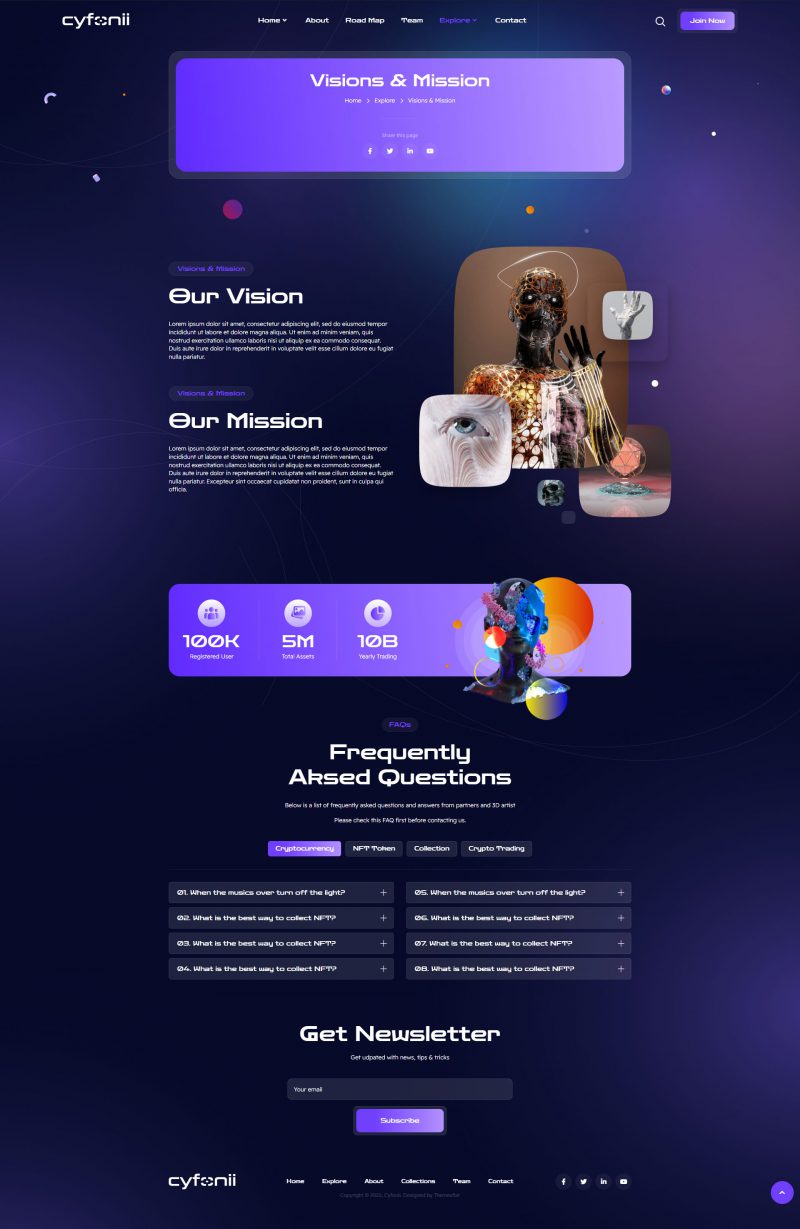 cyfonii
Home About Road Map Team Explore Contact
Join Now
Visions & Mission
Home > Explore > Visions & Mission
Share this page
Visions & Mission
Our Vision
Lorem ipsum dolor sit amet, consectetur adipiscing elit, sed do eiusmod tempor
incididunt ut labore et dolore magna aliqua. Ut enim ad minim veniam, quis
nostrud exercitation ullamco laboris nisi ut aliquip ex ea commodo consequat.
Duis aute irure dolor in reprehenderit in voluptate velit esse cillum dolore eu fugiat
nulla pariatur.
Visions & Mission
Our Mission
Lorem ipsum dolor sit amet, consectetur adipiscing elit, sed do eiusmod tempor
incididunt ut labore et dolore magna aliqua. Ut enim ad minim veniam, quis
nostrud exercitation ullamco laboris nisi ut aliquip ex ea commodo consequat.
Duis aute irure dolor in reprehenderit in voluptate velit esse cillum dolore eu fugiat
nulla pariatur. Excepteur sint occaecat cupidatat non proident, sunt in culpa qui
officia.
100K
Registered User
5M
Total Assets
10B
Yearly Trading
FAQs
Frequently
Aksed Questions
Below is a list of frequently asked questions and answers from partners and 3D artist
Please check this FAQ first before contacting us.
Cryptocurrency NFT Token Collection Crypto Trading
01. When the musics over turn off the light?
02. What is the best way to collect NFT?
03. What is the best way to collect NFT?
04. What is the best way to collect NFT?
05. When the musics over turn off the light?
06. What is the best way to collect NFT?
07. What is the best way to collect NFT?
08. What is the best way to collect NFT?
Get Newsletter
Get udpated with news, tips & tricks
Your email
Subscribe
cyfonii
Home Explore About Collections Team Contact
Copyright © 2022, Cyfonii. Designed by Themesflat